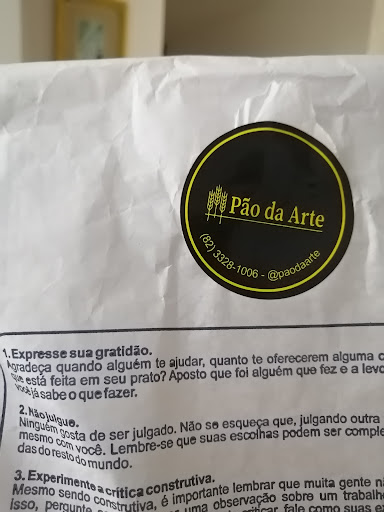 Pão da Arte
(82) 3328-1006 - @paodaarte
1. Expresse sua gratidão.
Agradeça quando alguém te ajudar, quanto te oferecerem alguma c
que está feita em seu prato? Aposto que foi alguém que fez e a levo
você já sabe o que fazer.
2. Não julgue.
Ninguém gosta de ser julgado. Não se esqueça que, julgando outra
mesmo com você. Lembre-se que suas escolhas podem ser comple
das do resto do mundo.
3. Experimente a crítica construtiva.
Mesmo sendo construtiva, é importante lembrar que muita gente n
isso, pergunte uma observação sobre um trabalh
fale como suas e